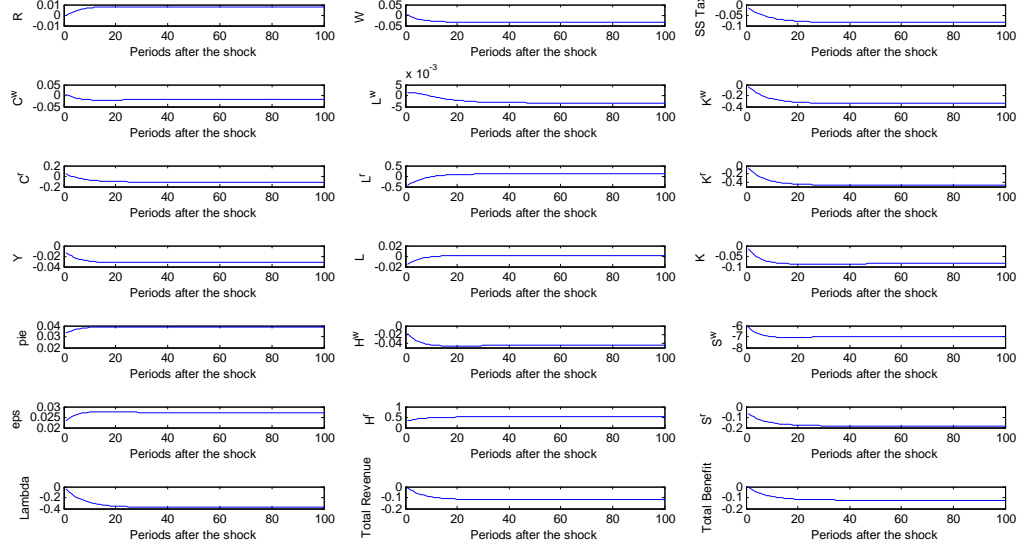 R
0.01
0
-0.01
0 20 40 60 80 100
Periods after the shock
W
0.05
0
-0.05
0 20 40 60 80 100
Periods after the shock
SS Ta
0
-0.05
-0.1
0 20 40 60 80 100
Periods after the shock
C^w
0.05
0
-0.05
0 20 40 60 80 100
Periods after the shock
L^w
x 10^-3
5
0
-5
0 20 40 60 80 100
Periods after the shock
K^w
0
-0.2
-0.4
0 20 40 60 80 100
Periods after the shock
C^r
0.2
0
-0.2
0 20 40 60 80 100
Periods after the shock
L^r
0.5
0
-0.5
0 20 40 60 80 100
Periods after the shock
K^r
0
-0.2
-0.4
0 20 40 60 80 100
Periods after the shock
Y
0
-0.02
-0.04
0 20 40 60 80 100
Periods after the shock
L
0.02
0
-0.02
0 20 40 60 80 100
Periods after the shock
K
0
-0.05
-0.1
0 20 40 60 80 100
Periods after the shock
pie
0.04
0.03
0.02
0 20 40 60 80 100
Periods after the shock
H^w
0
-0.02
-0.04
0 20 40 60 80 100
Periods after the shock
S^w
-6
-7
-8
0 20 40 60 80 100
Periods after the shock
eps
0.03
0.025
0.02
0 20 40 60 80 100
Periods after the shock
H^r
1
0.5
0
0 20 40 60 80 100
Periods after the shock
S^r
0
-0.1
-0.2
0 20 40 60 80 100
Periods after the shock
Lambda
0
-0.2
-0.4
0 20 40 60 80 100
Periods after the shock
Total Revenue
0
-0.1
-0.2
0 20 40 60 80 100
Periods after the shock
Total Benefit
0
-0.1
-0.2
0 20 40 60 80 100
Periods after the shock